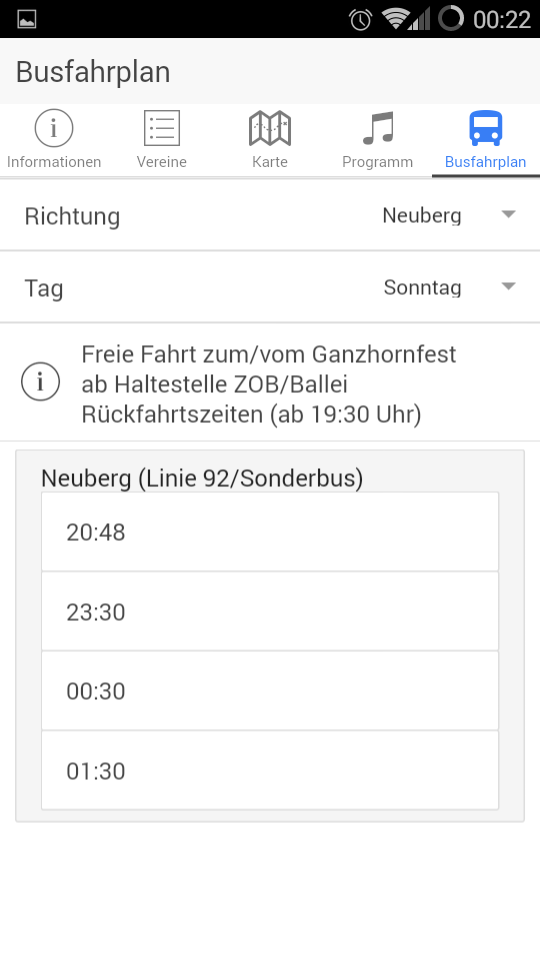 00:22
Busfahrplan
Informationen Vereine Karte Programm Busfahrplan
Richtung Neuberg
Tag Sonntag
Freie Fahrt zum/vom Ganzhornfest
ab Haltestelle ZOB/Ballei
Rückfahrtszeiten (ab 19:30 Uhr)
Neuberg (Linie 92/Sonderbus)
20:48
23:30
00:30
01:30